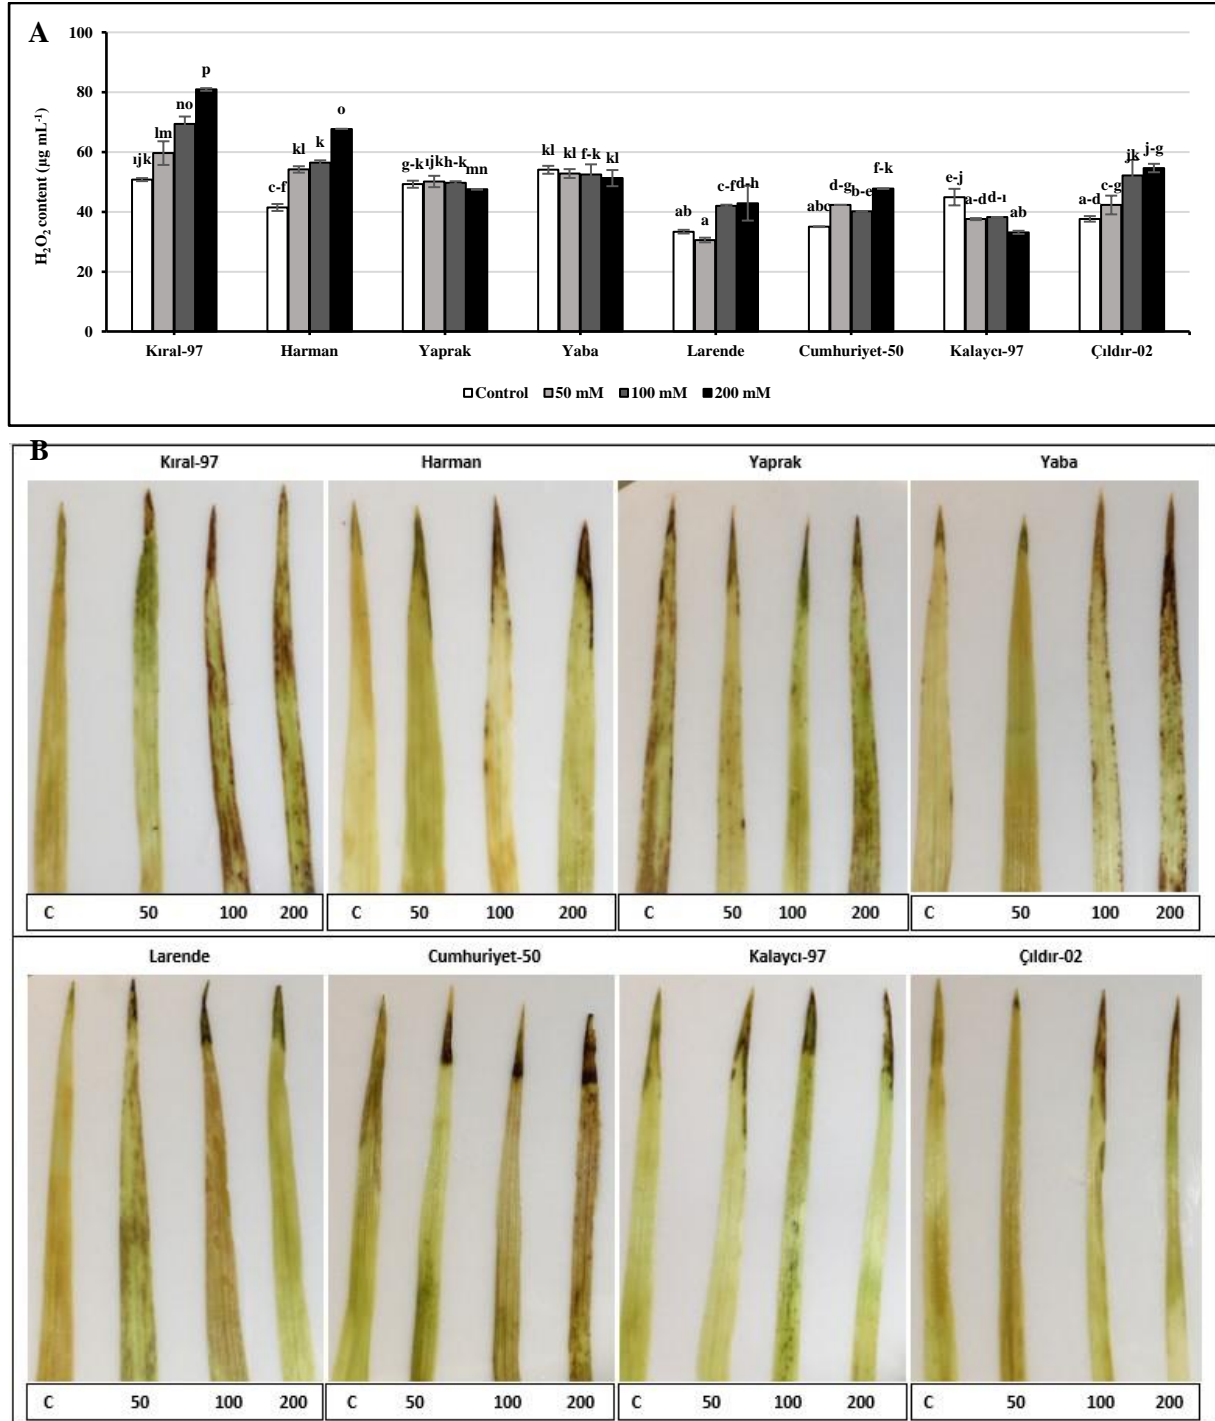 A
100
80
60
40
20
0
H₂O₂ content (µg mL⁻¹)
ıjk lm no p
c-f kl k o
g-k ıjk h-k mn
kl kl f-k kl
ab a c-f d-h
abc d-g b-e f-k
e-j a-d d-ı ab
a-d c-g jk j-g
Kıral-97 Harman Yaprak Yaba Larende Cumhuriyet-50 Kalaycı-97 Çıldır-02
Control 50 mM 100 mM 200 mM
B
Kıral-97 Harman Yaprak Yaba
C 50 100 200 C 50 100 200 C 50 100 200 C 50 100 200
Larende Cumhuriyet-50 Kalaycı-97 Çıldır-02
C 50 100 200 C 50 100 200 C 50 100 200 C 50 100 200